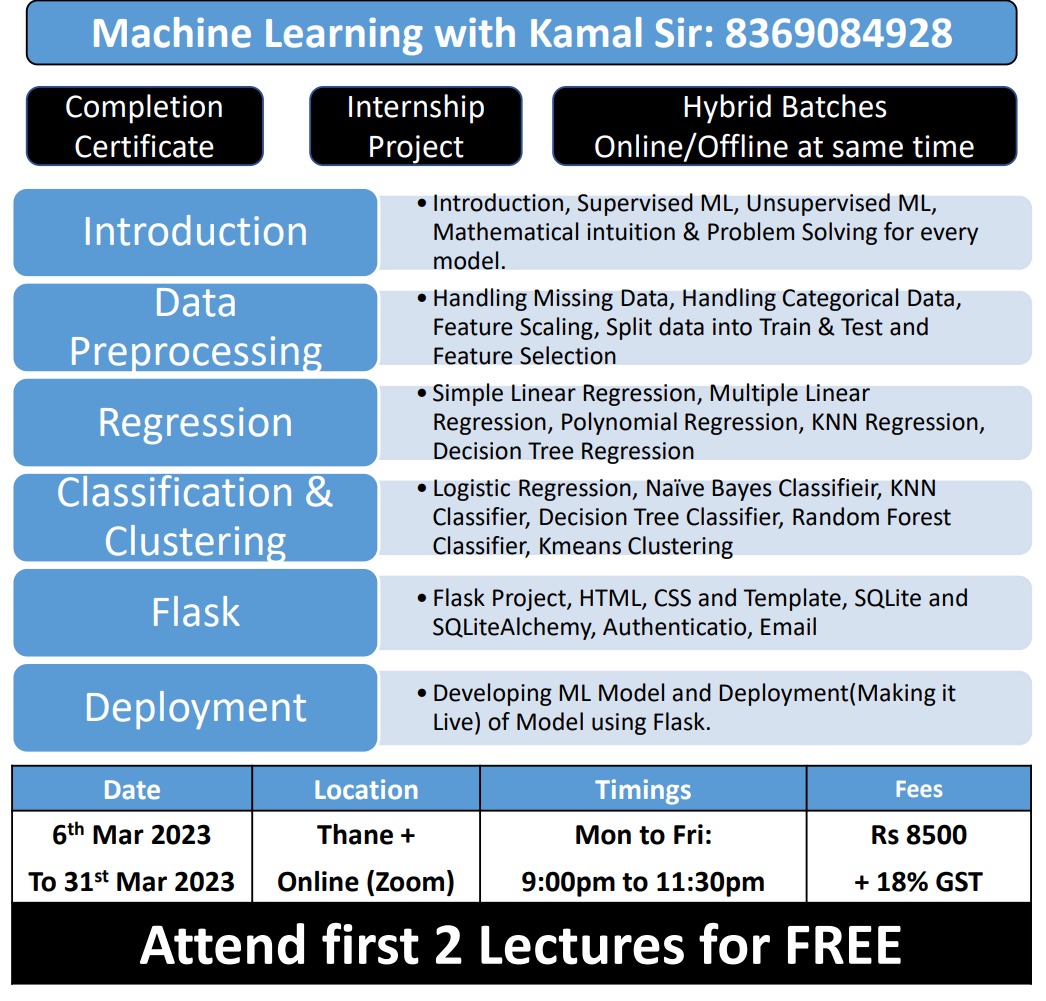 Machine Learning with Kamal Sir: 8369084928
Completion
Certificate
Internship
Project
Hybrid Batches
Online/Offline at same time
Introduction
• Introduction, Supervised ML, Unsupervised ML,
Mathematical intuition & Problem Solving for every
model.
Data
Preprocessing
• Handling Missing Data, Handling Categorical Data,
Feature Scaling, Split data into Train & Test and
Feature Selection
Regression
• Simple Linear Regression, Multiple Linear
Regression, Polynomial Regression, KNN Regression,
Decision Tree Regression
Classification &
Clustering
• Logistic Regression, Naïve Bayes Classifieir, KNN
Classifier, Decision Tree Classifier, Random Forest
Classifier, Kmeans Clustering
Flask
• Flask Project, HTML, CSS and Template, SQLite and
SQLiteAlchemy, Authenticatio, Email
Deployment
• Developing ML Model and Deployment(Making it
Live) of Model using Flask.
Date Location Timings Fees
6th Mar 2023 Thane + Mon to Fri: Rs 8500
To 31st Mar 2023 Online (Zoom) 9:00pm to 11:30pm + 18% GST
Attend first 2 Lectures for FREE